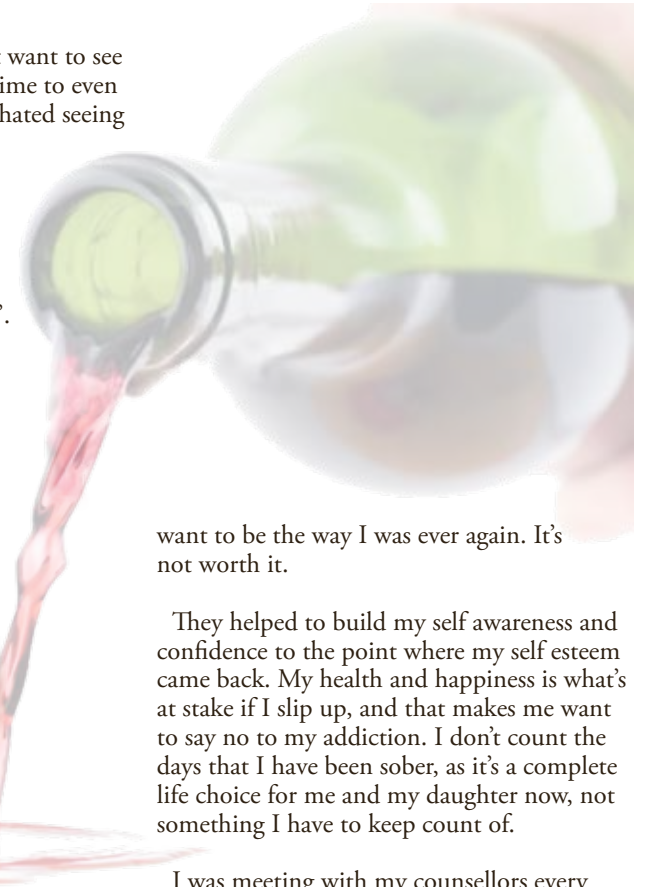 want to see
ime to even
hated seeing
’.
want to be the way I was ever again. It’s
not worth it.
They helped to build my self awareness and
confidence to the point where my self esteem
came back. My health and happiness is what’s
at stake if I slip up, and that makes me want
to say no to my addiction. I don’t count the
days that I have been sober, as it’s a complete
life choice for me and my daughter now, not
something I have to keep count of.
I was meeting with my counsellors every